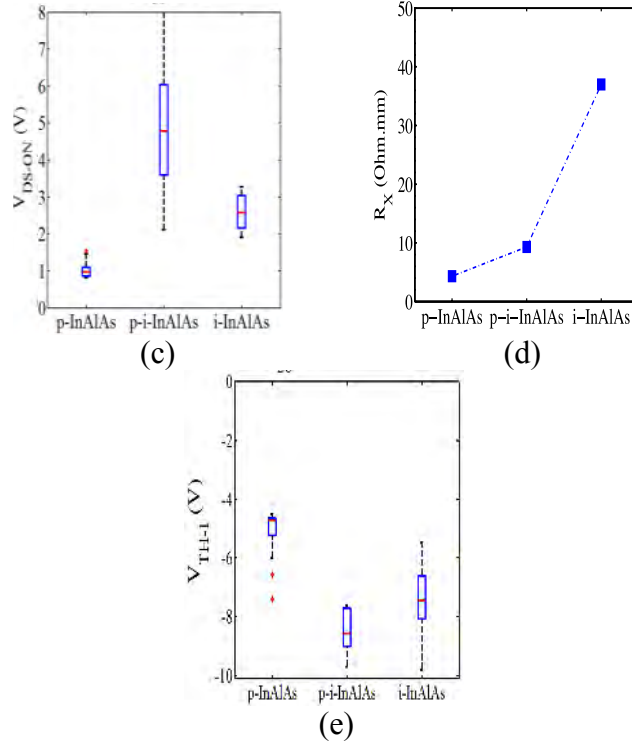 8
7
6
5
4
3
2
1
0
V_DS-ON (V)
p-InAlAs p-i-InAlAs i-InAlAs
(c)
50
40
30
20
10
0
R_X (Ohm.mm)
p-InAlAs p-i-InAlAs i-InAlAs
(d)
0
-2
-4
-6
-8
-10
V_TH-1 (V)
p-InAlAs p-i-InAlAs i-InAlAs
(e)